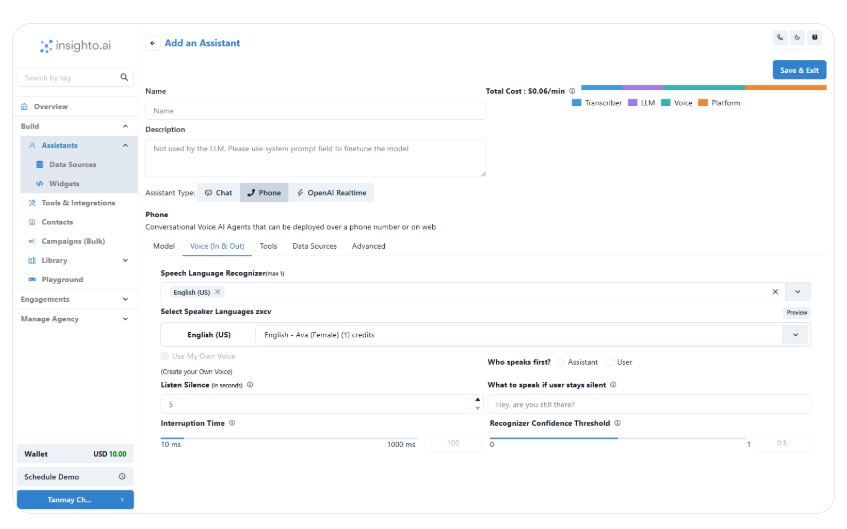 insighto.ai
Add an Assistant
Search by tag
Save & Exit
Overview
Build
Assistants
Data Sources
Widgets
Tools & Integrations
Contacts
Campaigns (Bulk)
Library
Playground
Engagements
Manage Agency
Wallet USD 10.00
Schedule Demo
Tanmay Ch...
Name
Total Cost : $0.06/min
Transcriber LLM Voice Platform
Name
Description
Not used by the LLM. Please use system prompt field to finetune the model
Assistant Type: Chat Phone OpenAI Realtime
Phone
Conversational Voice AI Agents that can be deployed over a phone number or on web
Model Voice (In & Out) Tools Data Sources Advanced
Speech Language Recognizer(max 1)
English (US)
Select Speaker Languages zxcv Preview
English (US) English - Ava (Female) (1) credits
Use My Own Voice
(Create your Own Voice)
Who speaks first? Assistant User
Listen Silence (in seconds) What to speak if user stays silent
5 Hey, are you still there?
Interruption Time Recognizer Confidence Threshold
10 ms 1000 ms 100 0 1 0.5